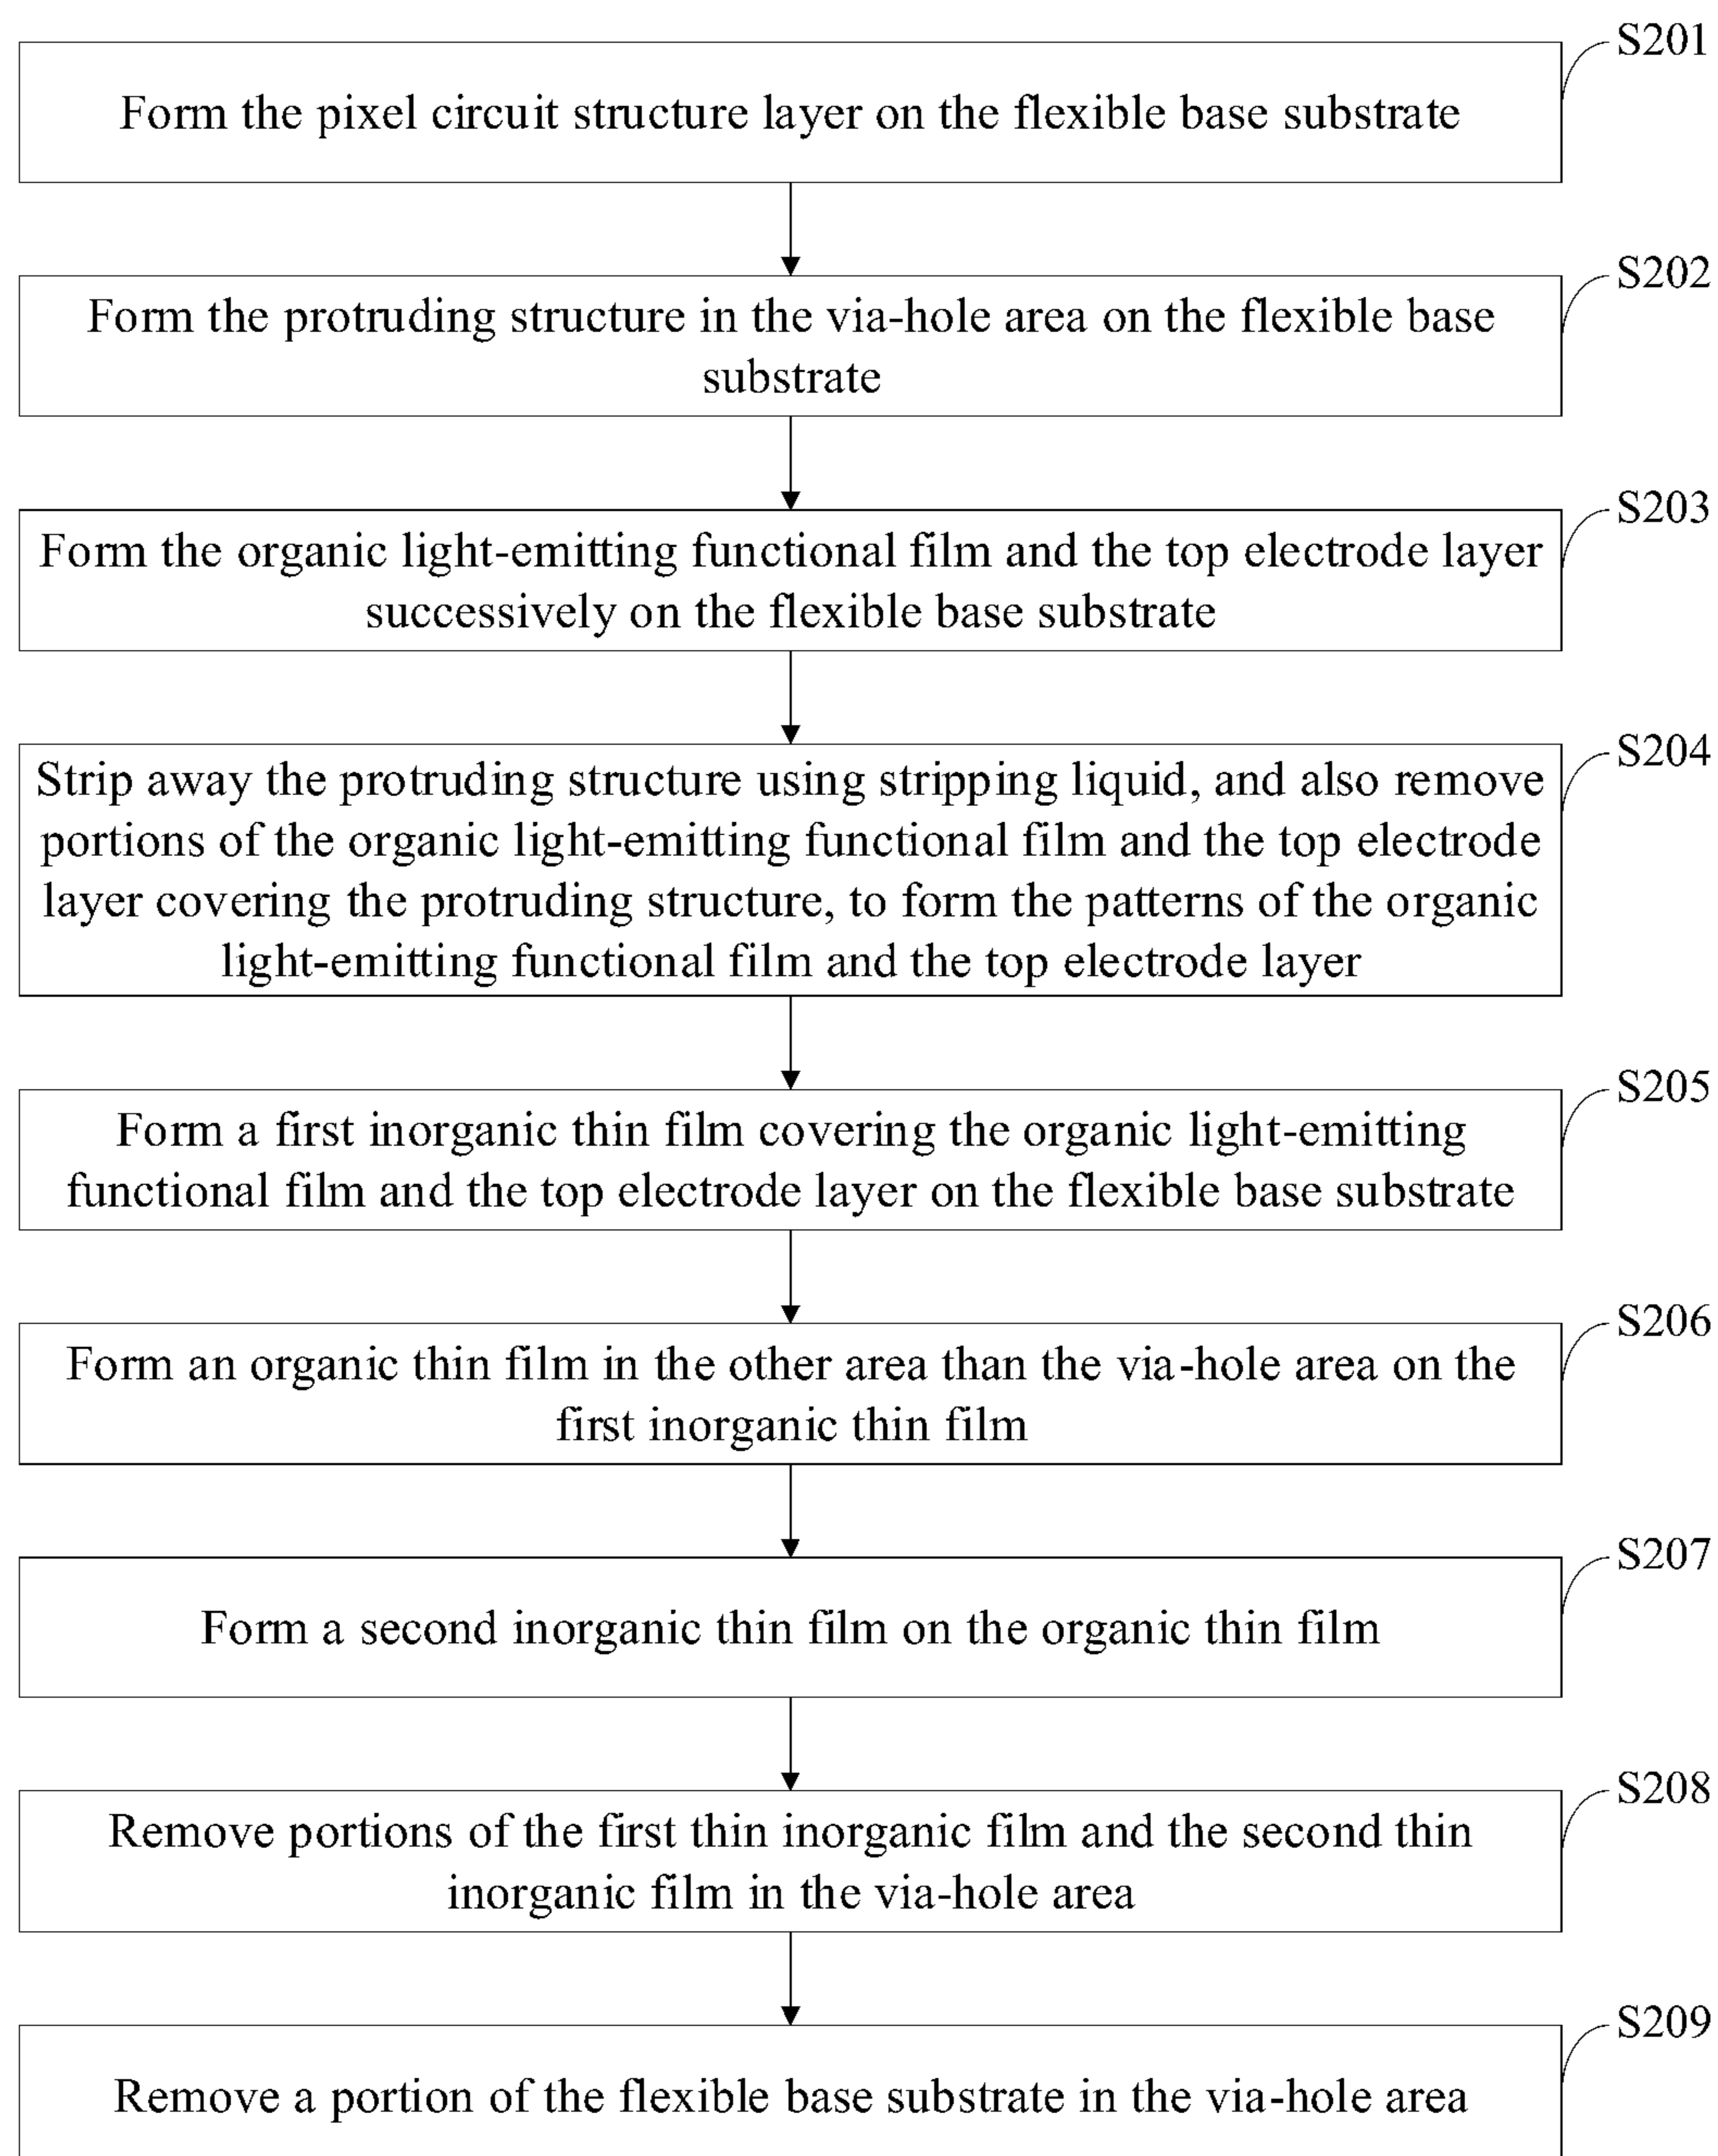 S201
Form the pixel circuit structure layer on the flexible base substrate
S202
Form the protruding structure in the via-hole area on the flexible base
substrate
S203
Form the organic light-emitting functional film and the top electrode layer
successively on the flexible base substrate
S204
Strip away the protruding structure using stripping liquid, and also remove
portions of the organic light-emitting functional film and the top electrode
layer covering the protruding structure, to form the patterns of the organic
light-emitting functional film and the top electrode layer
S205
Form a first inorganic thin film covering the organic light-emitting
functional film and the top electrode layer on the flexible base substrate
S206
Form an organic thin film in the other area than the via-hole area on the
first inorganic thin film
S207
Form a second inorganic thin film on the organic thin film
S208
Remove portions of the first thin inorganic film and the second thin
inorganic film in the via-hole area
S209
Remove a portion of the flexible base substrate in the via-hole area